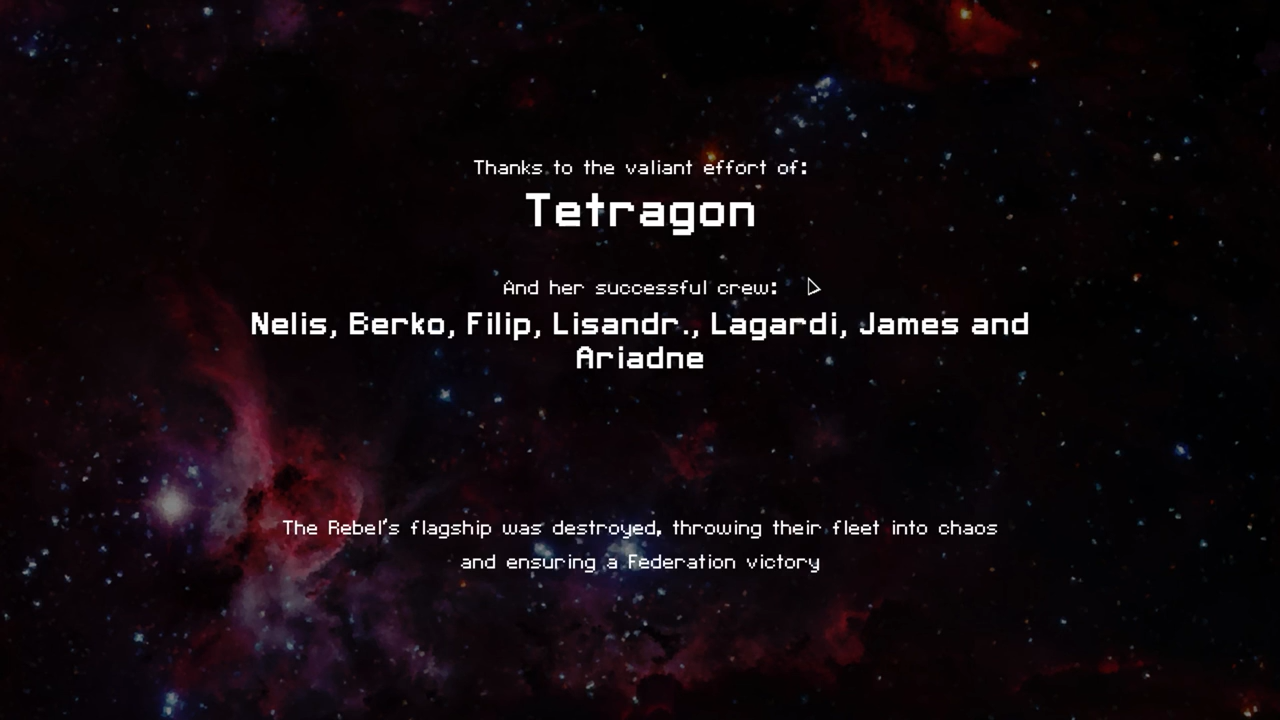 Thanks to the valiant effort of:
Tetragon
And her successful crew:
Nelis, Berko, Filip, Lisandr., Lagardi, James and
Ariadne
The Rebel's flagship was destroyed, throwing their fleet into chaos
and ensuring a Federation victory